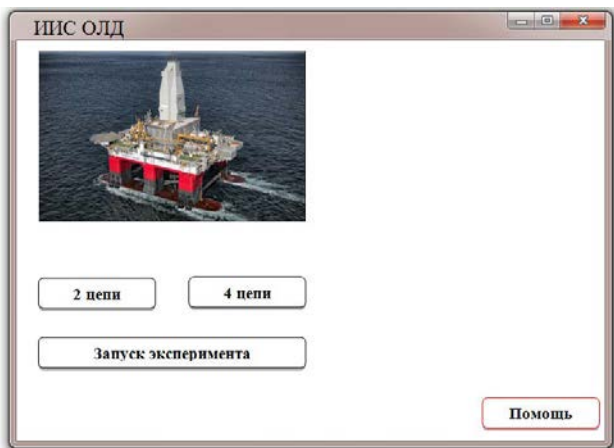 ИИС ОЛД
2 цепи
4 цепи
Запуск эксперимента
Помощь